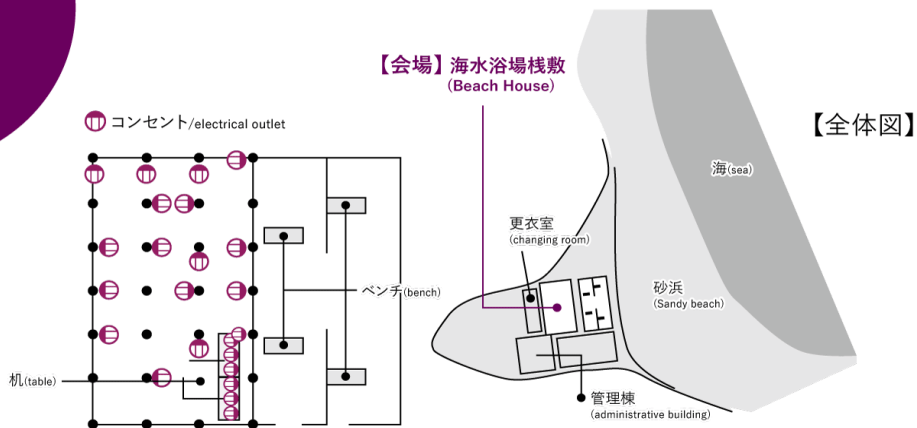 【会場】海水浴場桟敷
(Beach House)
コンセント/electrical outlet
【全体図】
海(sea)
更衣室
(changing room)
砂浜
(Sandy beach)
ベンチ(bench)
机(table)
管理棟
(administrative building)